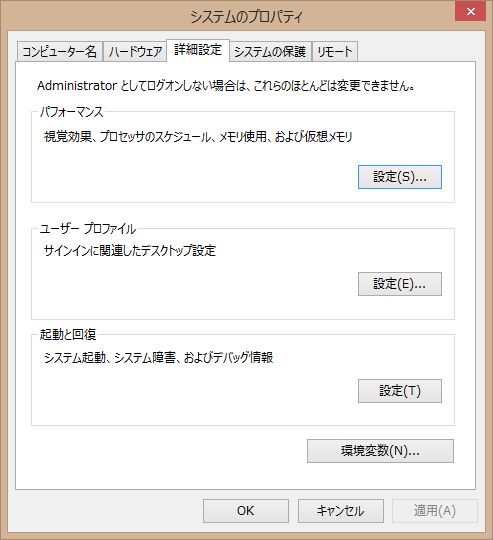 システムのプロパティ
コンピューター名 ハードウェア 詳細設定 システムの保護 リモート
Administrator としてログオンしない場合は、これらのほとんどは変更できません。
パフォーマンス
視覚効果、プロセッサのスケジュール、メモリ使用、および仮想メモリ
設定(S)...
ユーザー プロファイル
サインインに関連したデスクトップ設定
設定(E)...
起動と回復
システム起動、システム障害、およびデバッグ情報
設定(T)
環境変数(N)...
OK キャンセル 適用(A)